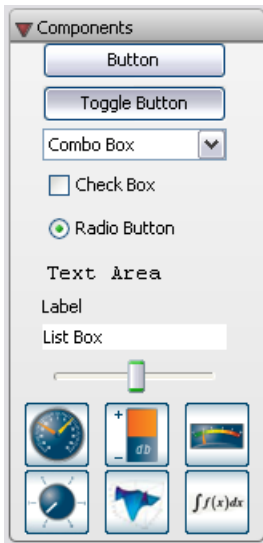 Components
Button
Toggle Button
Combo Box
Check Box
Radio Button
Text Area
Label
List Box
+
−
db
∫f(x)dx